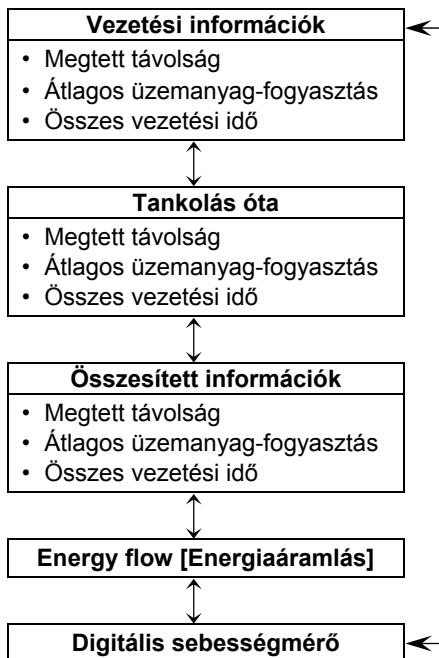 Vezetési információk
• Megtett távolság
• Átlagos üzemanyag-fogyasztás
• Összes vezetési idő
Tankolás óta
• Megtett távolság
• Átlagos üzemanyag-fogyasztás
• Összes vezetési idő
Összesített információk
• Megtett távolság
• Átlagos üzemanyag-fogyasztás
• Összes vezetési idő
Energy flow [Energiaáramlás]
Digitális sebességmérő